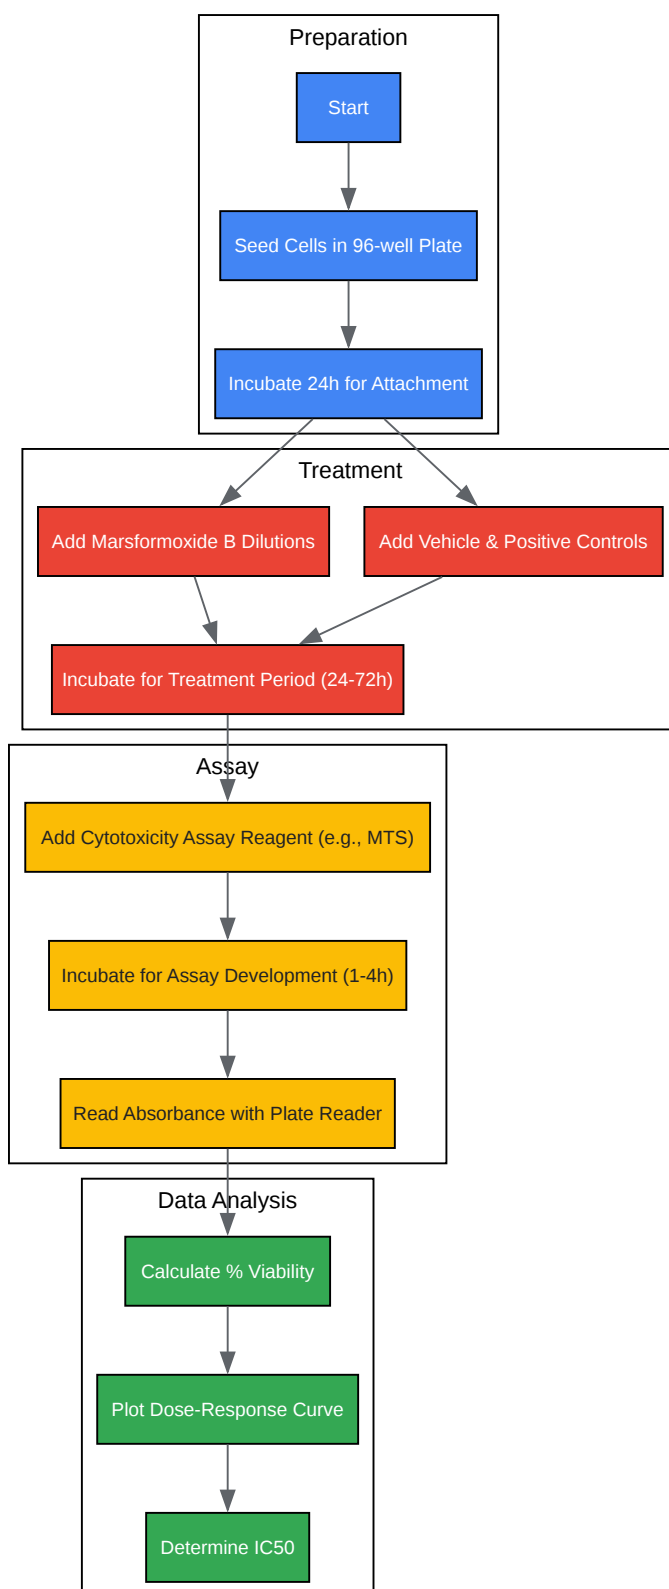 Preparation
Start
Seed Cells in 96-well Plate
Incubate 24h for Attachment
Treatment
Add Marsformoxide B Dilutions
Add Vehicle & Positive Controls
Incubate for Treatment Period (24-72h)
Assay
Add Cytotoxicity Assay Reagent (e.g., MTS)
Incubate for Assay Development (1-4h)
Read Absorbance with Plate Reader
Data Analysis
Calculate % Viability
Plot Dose-Response Curve
Determine IC50